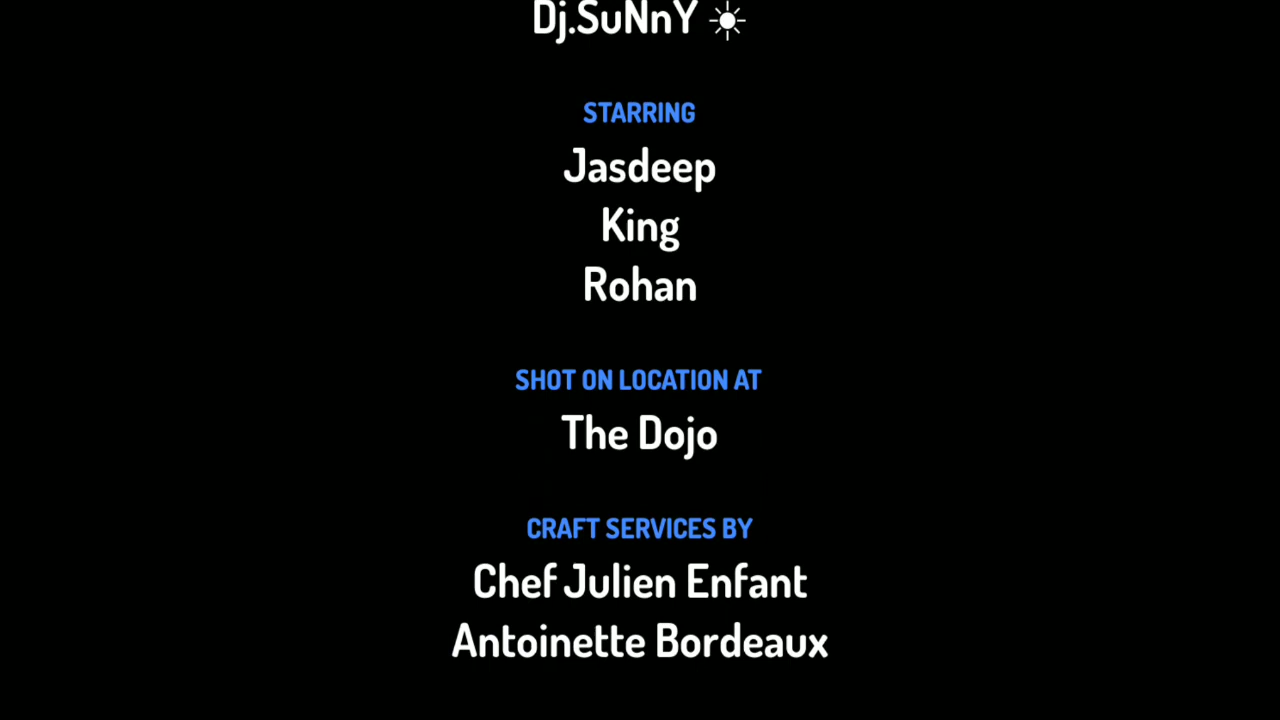 Dj.SuNnY ☀
STARRING
Jasdeep
King
Rohan
SHOT ON LOCATION AT
The Dojo
CRAFT SERVICES BY
Chef Julien Enfant
Antoinette Bordeaux